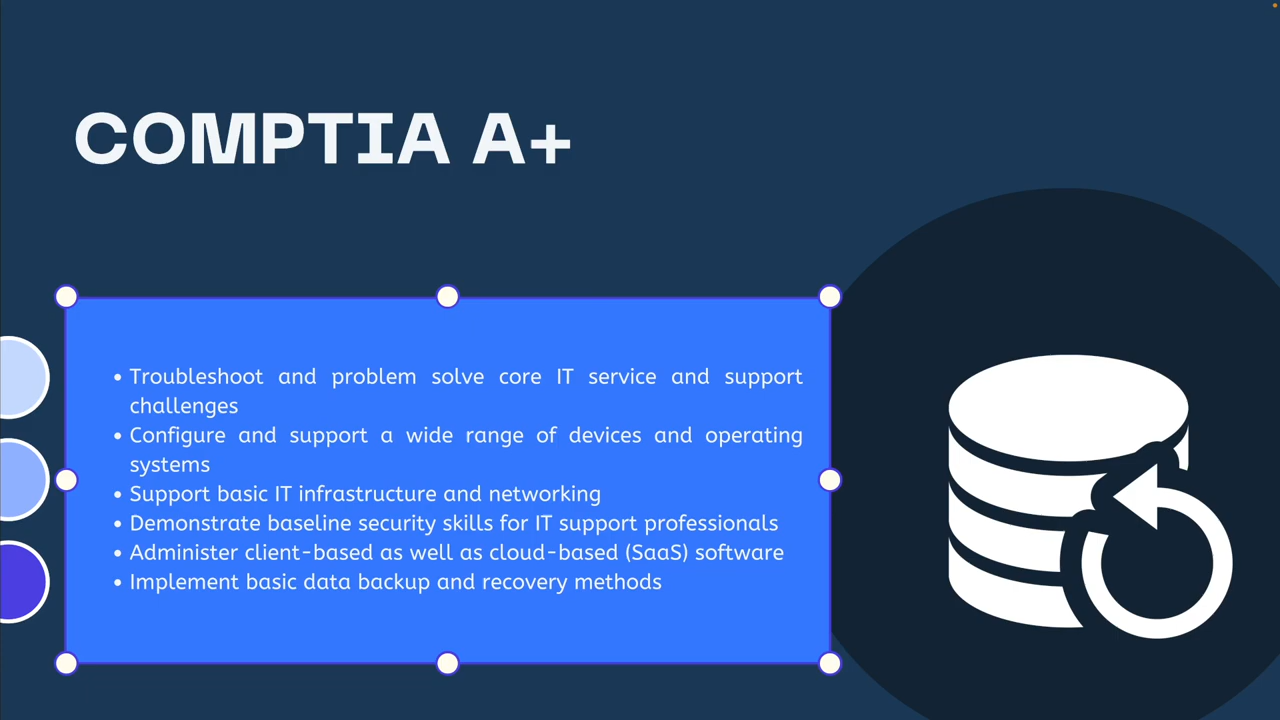 COMPTIA A+
• Troubleshoot and problem solve core IT service and support
challenges
• Configure and support a wide range of devices and operating
systems
• Support basic IT infrastructure and networking
• Demonstrate baseline security skills for IT support professionals
• Administer client-based as well as cloud-based (SaaS) software
• Implement basic data backup and recovery methods